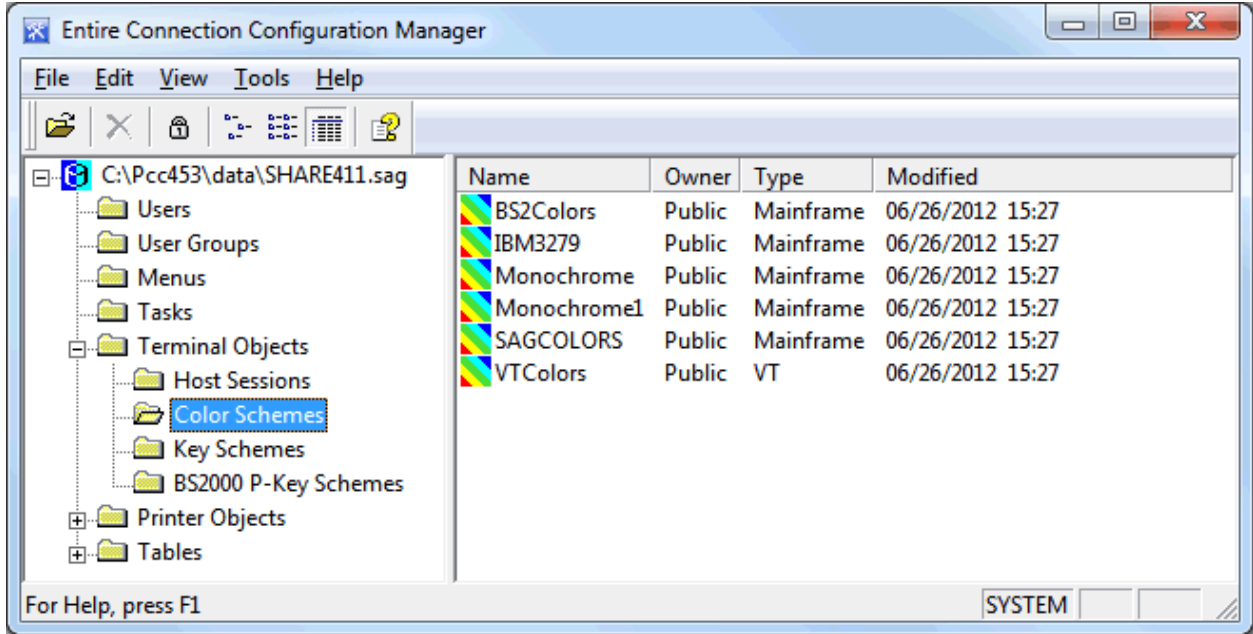 Entire Connection Configuration Manager
File Edit View Tools Help
C:\Pcc453\data\SHARE411.sag
Users
User Groups
Menus
Tasks
Terminal Objects
Host Sessions
Color Schemes
Key Schemes
BS2000 P-Key Schemes
Printer Objects
Tables
Name Owner Type Modified
BS2Colors Public Mainframe 06/26/2012 15:27
IBM3279 Public Mainframe 06/26/2012 15:27
Monochrome Public Mainframe 06/26/2012 15:27
Monochrome1 Public Mainframe 06/26/2012 15:27
SAGCOLORS Public Mainframe 06/26/2012 15:27
VTColors Public VT 06/26/2012 15:27
For Help, press F1 SYSTEM